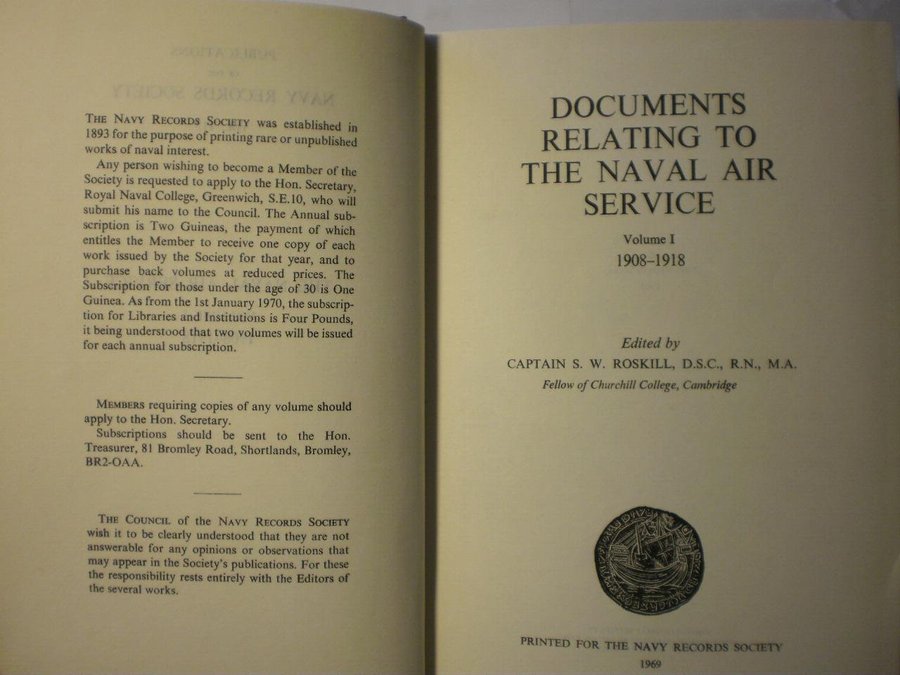 PUBLICATIONS
OF THE
NAVY RECORDS SOCIETY
THE NAVY RECORDS SOCIETY was established in
1893 for the purpose of printing rare or unpublished
works of naval interest.
Any person wishing to become a Member of the
Society is requested to apply to the Hon. Secretary,
Royal Naval College, Greenwich, S.E.10, who will
submit his name to the Council. The Annual sub-
scription is Two Guineas, the payment of which
entitles the Member to receive one copy of each
work issued by the Society for that year, and to
purchase back volumes at reduced prices. The
Subscription for those under the age of 30 is One
Guinea. As from the 1st January 1970, the subscrip-
tion for Libraries and Institutions is Four Pounds,
it being understood that two volumes will be issued
for each annual subscription.
MEMBERS requiring copies of any volume should
apply to the Hon. Secretary.
Subscriptions should be sent to the Hon.
Treasurer, 81 Bromley Road, Shortlands, Bromley,
BR2-OAA.
THE COUNCIL of the NAVY RECORDS SOCIETY
wish it to be clearly understood that they are not
answerable for any opinions or observations that
may appear in the Society's publications. For these
the responsibility rests entirely with the Editors of
the several works.
DOCUMENTS
RELATING TO
THE NAVAL AIR
SERVICE
Volume I
1908–1918
Edited by
CAPTAIN S. W. ROSKILL, D.S.C., R.N., M.A.
Fellow of Churchill College, Cambridge
PRINTED FOR THE NAVY RECORDS SOCIETY
1969